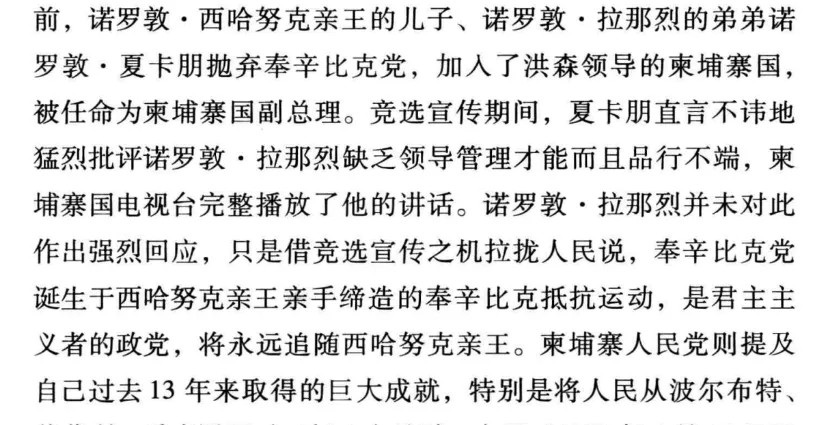 前，诺罗敦·西哈努克亲王的儿子、诺罗敦·拉那烈的弟弟诺
罗敦·夏卡朋抛弃奉辛比克党，加入了洪森领导的柬埔寨国，
被任命为柬埔寨国副总理。竞选宣传期间，夏卡朋直言不讳地
猛烈批评诺罗敦·拉那烈缺乏领导管理才能而且品行不端，柬
埔寨国电视台完整播放了他的讲话。诺罗敦·拉那烈并未对此
作出强烈回应，只是借竞选宣传之机拉拢人民说，奉辛比克党
诞生于西哈努克亲王亲手缔造的奉辛比克抵抗运动，是君主主
义者的政党，将永远追随西哈努克亲王。柬埔寨人民党则提及
自己过去 13 年来取得的巨大成就，特别是将人民从波尔布特、